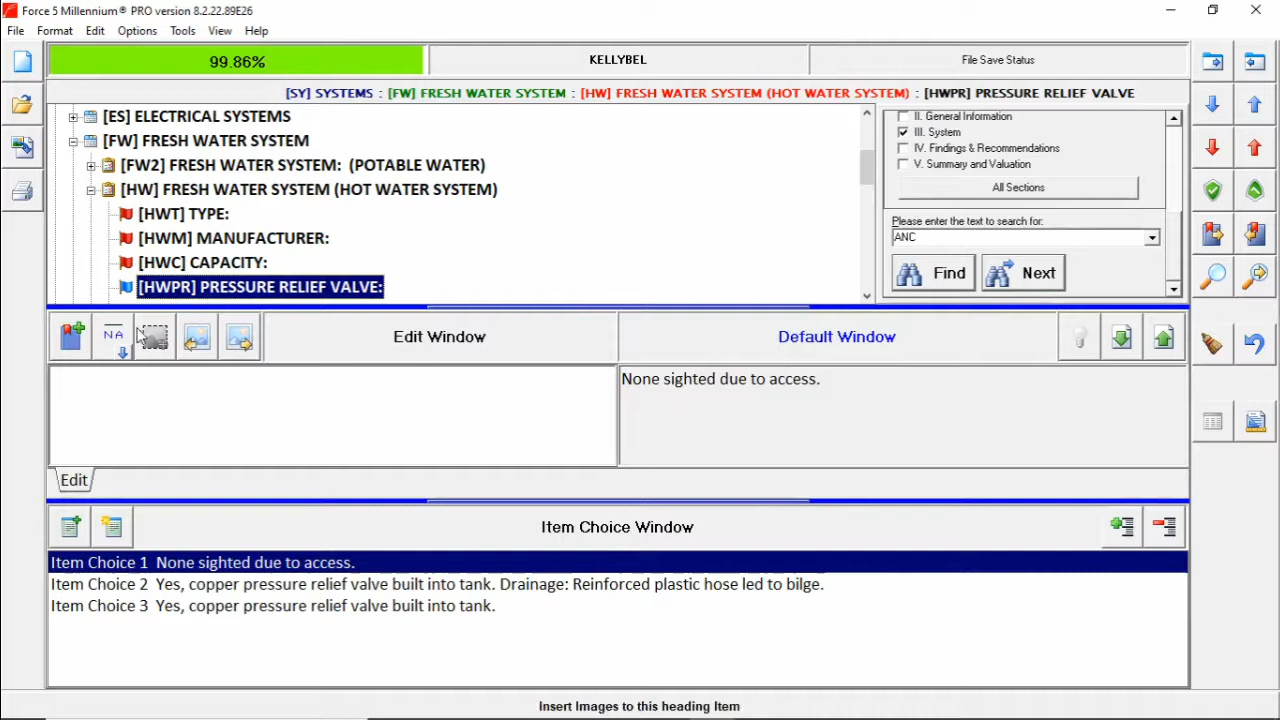 Force 5 Millennium® PRO version 8.2.22.89E26
File Format Edit Options Tools View Help
99.86%
KELLYBEL
File Save Status
[SY] SYSTEMS : [FW] FRESH WATER SYSTEM : [HW] FRESH WATER SYSTEM (HOT WATER SYSTEM) : [HWPR] PRESSURE RELIEF VALVE
[ES] ELECTRICAL SYSTEMS
[FW] FRESH WATER SYSTEM
[FW2] FRESH WATER SYSTEM: (POTABLE WATER)
[HW] FRESH WATER SYSTEM (HOT WATER SYSTEM)
[HWT] TYPE:
[HWM] MANUFACTURER:
[HWC] CAPACITY:
[HWPR] PRESSURE RELIEF VALVE:
II. General Information
III. System
IV. Findings & Recommendations
V. Summary and Valuation
All Sections
Please enter the text to search for:
ANC
Find
Next
NA
Edit Window
Default Window
None sighted due to access.
Edit
Item Choice Window
Item Choice 1 None sighted due to access.
Item Choice 2 Yes, copper pressure relief valve built into tank. Drainage: Reinforced plastic hose led to bilge.
Item Choice 3 Yes, copper pressure relief valve built into tank.
Insert Images to this heading Item